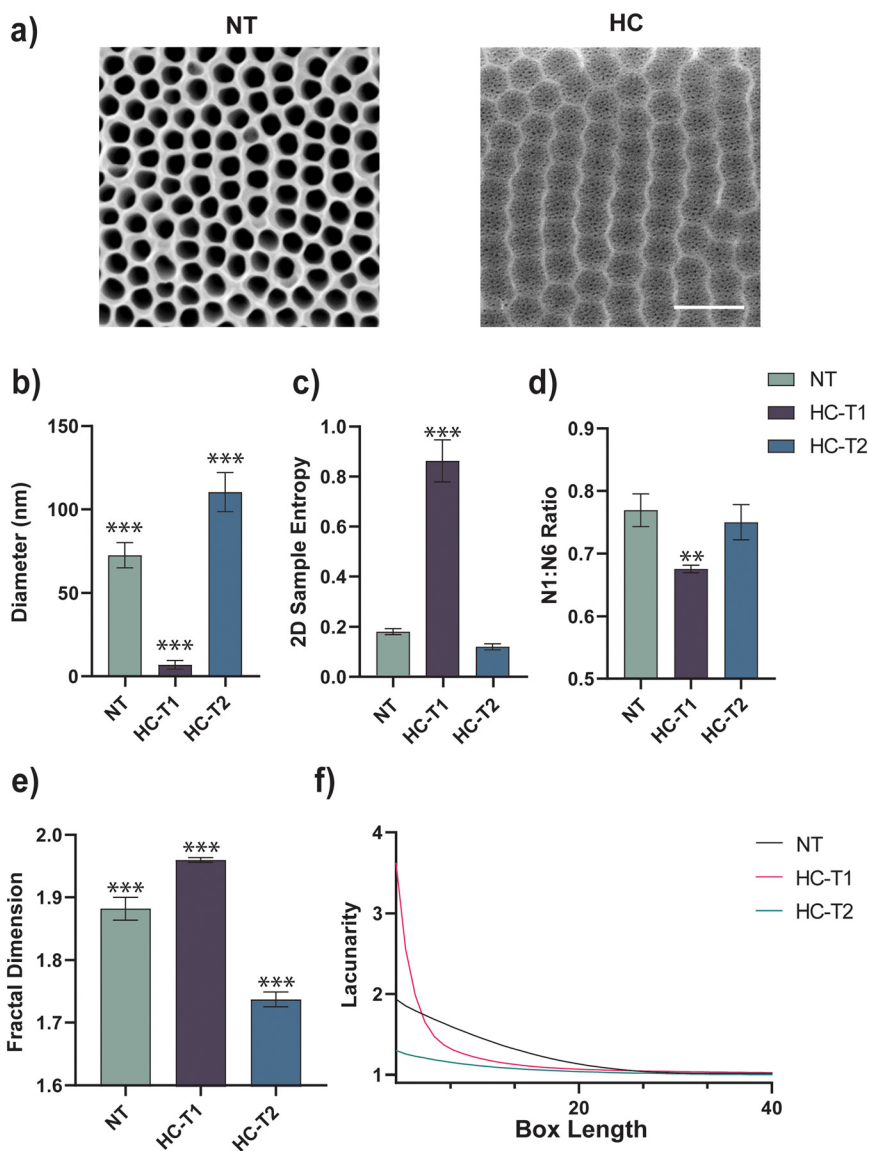 a)
NT
HC
b)
Diameter (nm)
150
100
50
0
***
***
***
NT
HC-T1
HC-T2
c)
2D Sample Entropy
1.0
0.8
0.6
0.4
0.2
0.0
***
NT
HC-T1
HC-T2
d)
N1:N6 Ratio
0.9
0.8
0.7
0.6
0.5
**
NT
HC-T1
HC-T2
NT
HC-T1
HC-T2
e)
Fractal Dimension
2.0
1.9
1.8
1.7
1.6
***
***
***
NT
HC-T1
HC-T2
f)
Lacunarity
4
3
2
1
20
40
Box Length
NT
HC-T1
HC-T2